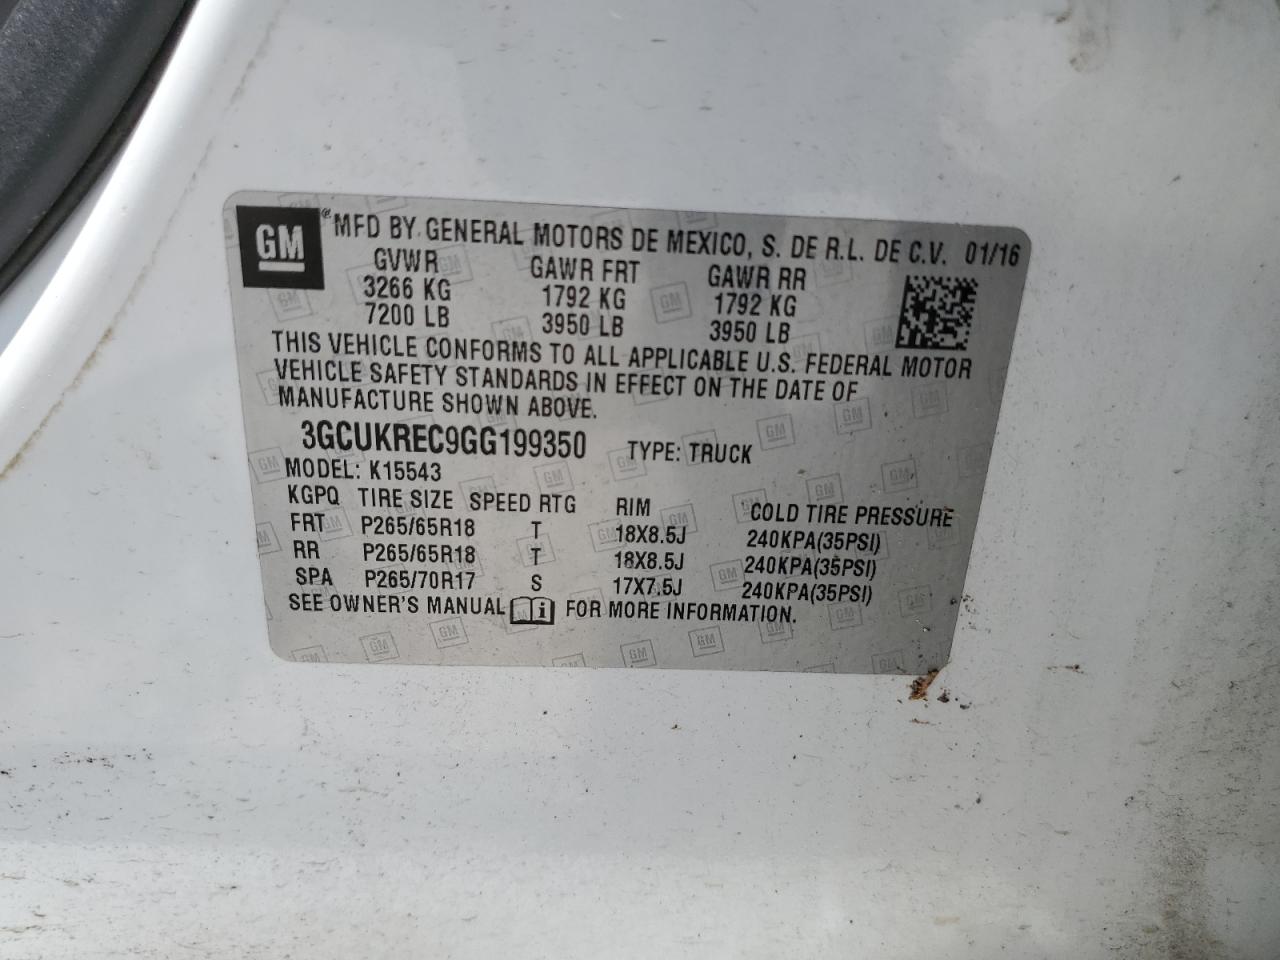 GM ® MFD BY GENERAL MOTORS DE MEXICO, S. DE R.L. DE C.V. 01/16
GVWR GAWR FRT GAWR RR
3266 KG 1792 KG 1792 KG
7200 LB 3950 LB 3950 LB
THIS VEHICLE CONFORMS TO ALL APPLICABLE U.S. FEDERAL MOTOR
VEHICLE SAFETY STANDARDS IN EFFECT ON THE DATE OF
MANUFACTURE SHOWN ABOVE.
3GCUKREC9GG199350 TYPE: TRUCK
MODEL: K15543
KGPQ TIRE SIZE SPEED RTG RIM COLD TIRE PRESSURE
FRT P265/65R18 T 18X8.5J 240KPA(35PSI)
RR P265/65R18 T 18X8.5J 240KPA(35PSI)
SPA P265/70R17 S 17X7.5J 240KPA(35PSI)
SEE OWNER'S MANUAL i FOR MORE INFORMATION.